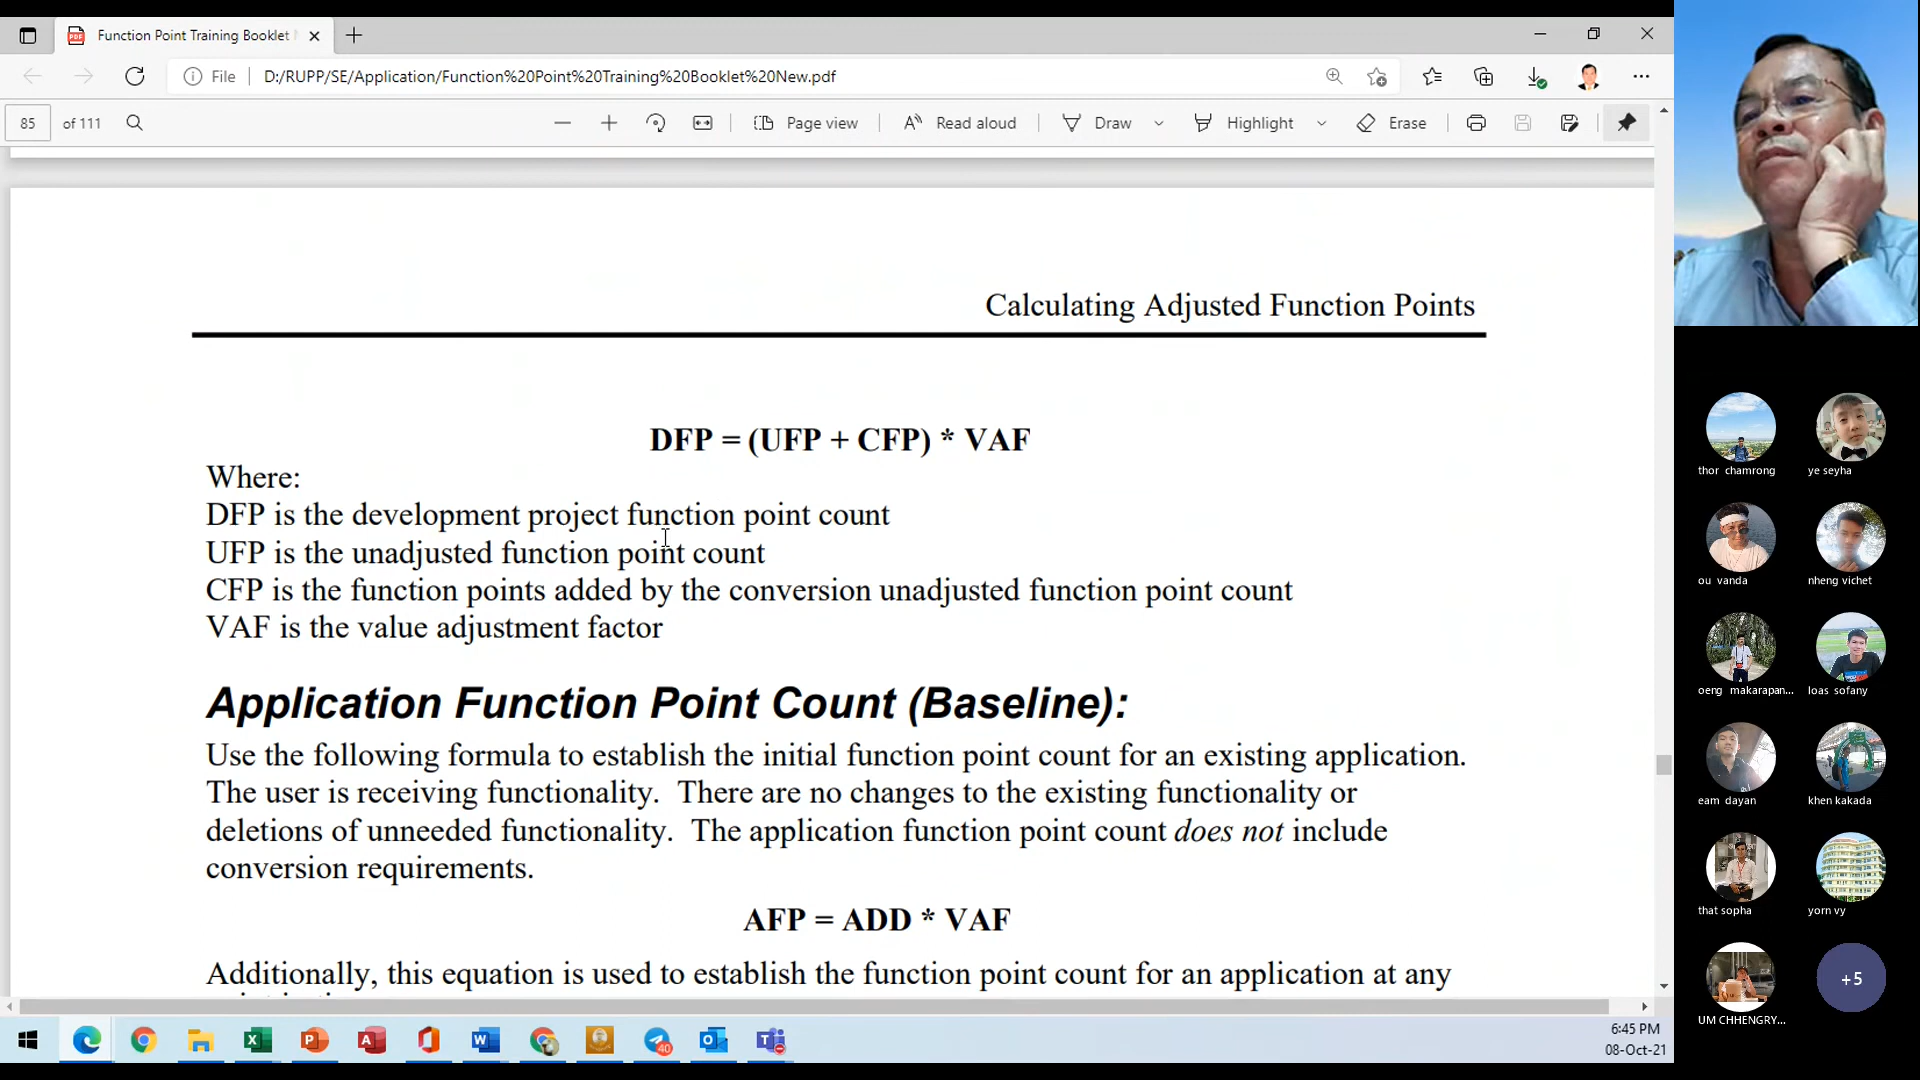 Function Point Training Booklet N
File
D:/RUPP/SE/Application/Function%20Point%20Training%20Booklet%20New.pdf
85 of 111
Page view
Read aloud
Draw
Highlight
Erase
Calculating Adjusted Function Points
DFP = (UFP + CFP) * VAF
Where:
DFP is the development project function point count
UFP is the unadjusted function point count
CFP is the function points added by the conversion unadjusted function point count
VAF is the value adjustment factor
Application Function Point Count (Baseline):
Use the following formula to establish the initial function point count for an existing application.
The user is receiving functionality.  There are no changes to the existing functionality or
deletions of unneeded functionality.  The application function point count does not include
conversion requirements.
AFP = ADD * VAF
Additionally, this equation is used to establish the function point count for an application at any
40
6:45 PM
08-Oct-21
thor chamrong
ye seyha
ou vanda
nheng vichet
oeng makarapan...
loas sofany
eam dayan
khen kakada
that sopha
yorn vy
UM CHHENGRY...
+5